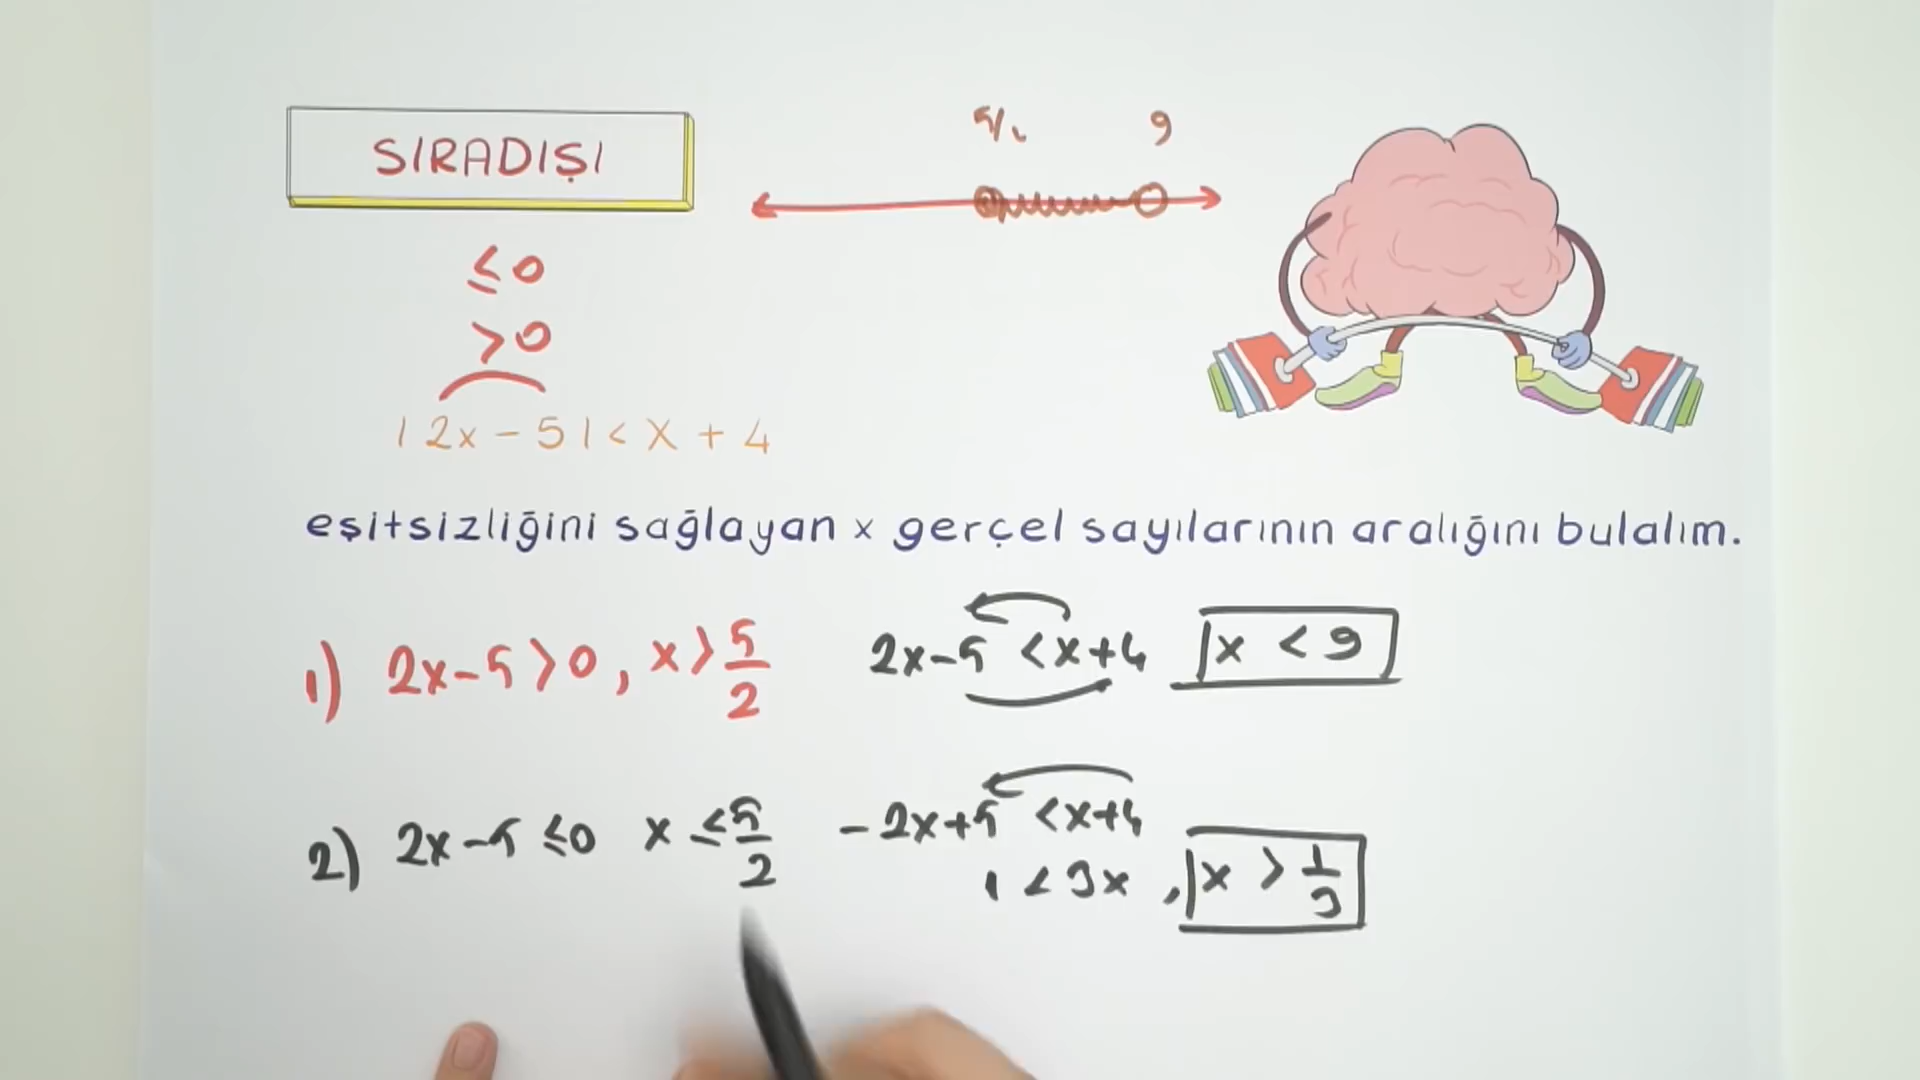 SIRADIŞI
5/2 9
≤0
>0
|2x-5|<x+4
eşitsizliğini sağlayan x gerçel sayılarının aralığını bulalım.
1) 2x-5>0, x>5/2 2x-5<x+4 x<9
2) 2x-5≤0 x≤5/2 -2x+5<x+4
1<3x, x>1/3